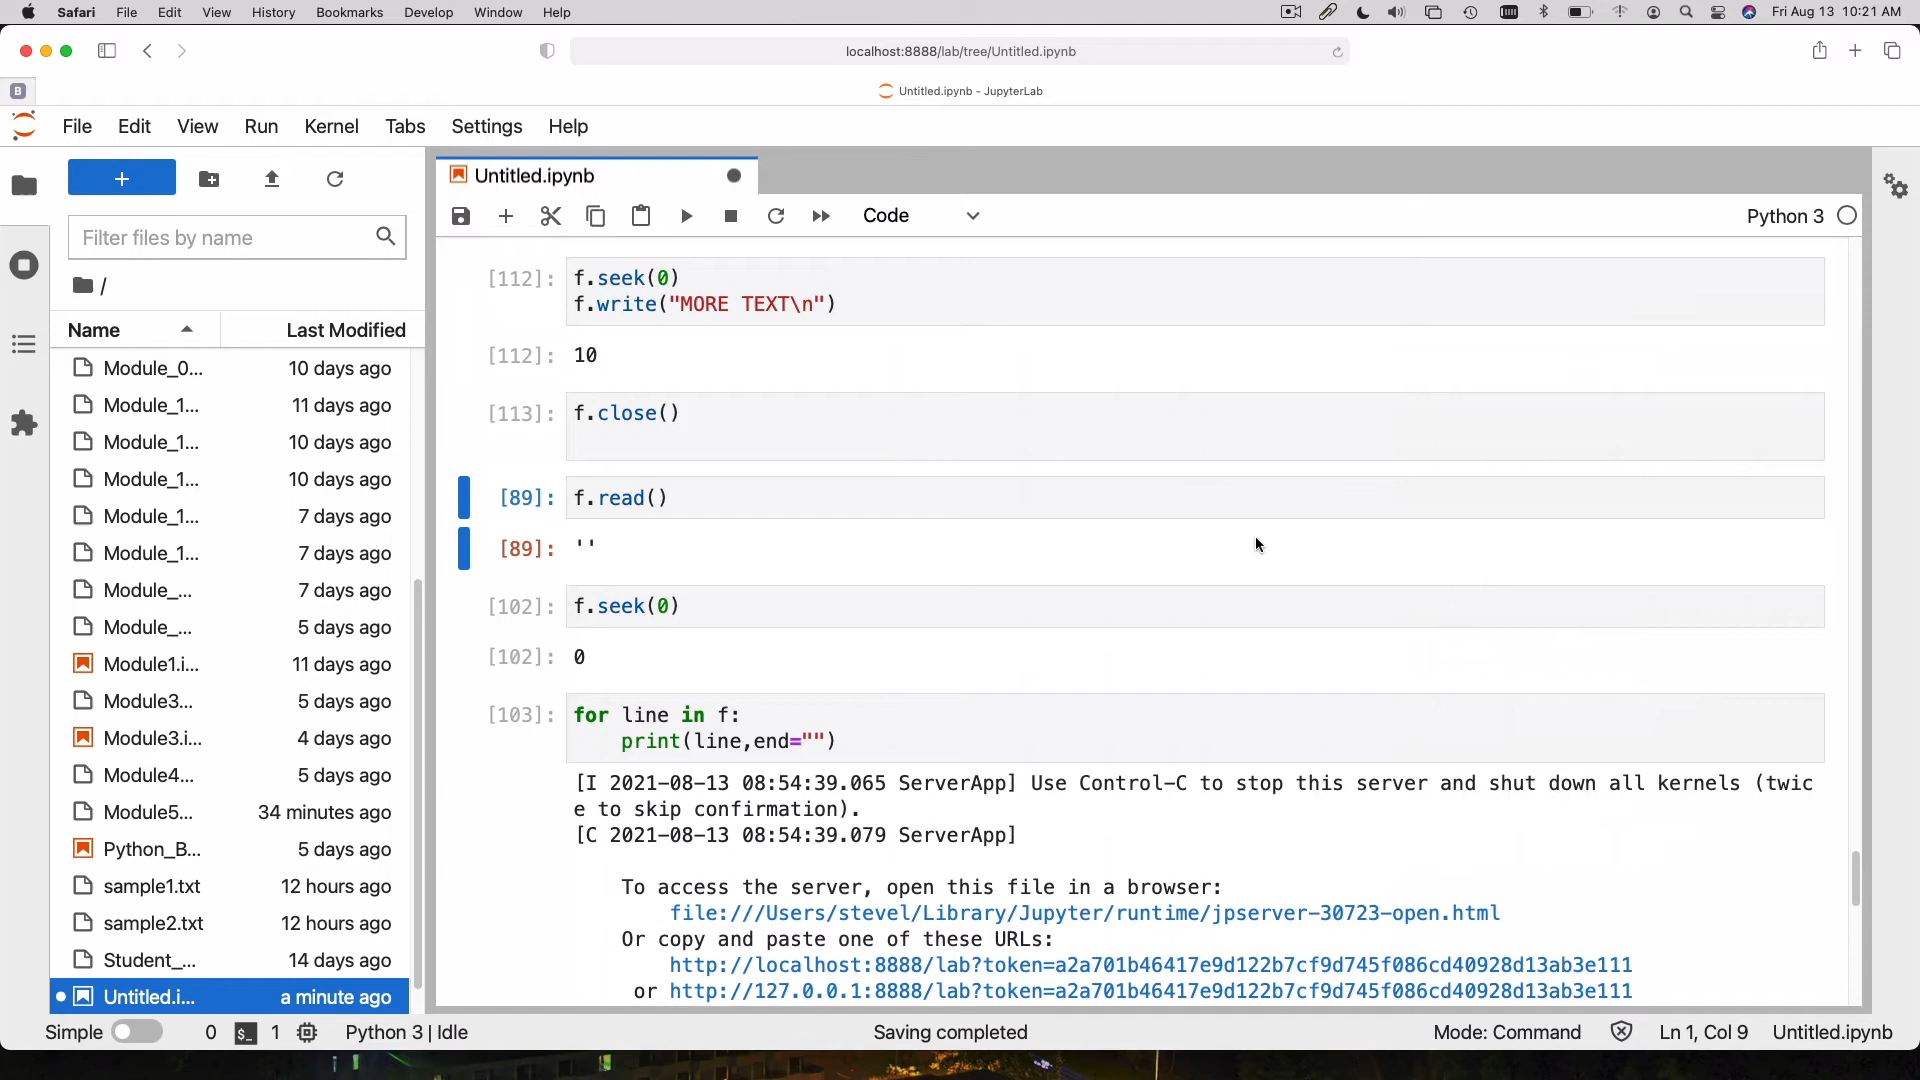 Safari File Edit View History Bookmarks Develop Window Help Fri Aug 13 10:21 AM
localhost:8888/lab/tree/Untitled.ipynb
B Untitled.ipynb - JupyterLab
File Edit View Run Kernel Tabs Settings Help
+
Filter files by name
/
Name Last Modified
Module_0... 10 days ago
Module_1... 11 days ago
Module_1... 10 days ago
Module_1... 10 days ago
Module_1... 7 days ago
Module_1... 7 days ago
Module_... 7 days ago
Module_... 5 days ago
Module1.i... 11 days ago
Module3... 5 days ago
Module3.i... 4 days ago
Module4... 5 days ago
Module5... 34 minutes ago
Python_B... 5 days ago
sample1.txt 12 hours ago
sample2.txt 12 hours ago
Student_... 14 days ago
Untitled.i... a minute ago
Untitled.ipynb
Code Python 3
[112]: f.seek(0)
f.write("MORE TEXT\n")
[112]: 10
[113]: f.close()
[89]: f.read()
[89]: ''
[102]: f.seek(0)
[102]: 0
[103]: for line in f:
print(line,end="")
[I 2021-08-13 08:54:39.065 ServerApp] Use Control-C to stop this server and shut down all kernels (twic
e to skip confirmation).
[C 2021-08-13 08:54:39.079 ServerApp]
To access the server, open this file in a browser:
file:///Users/stevel/Library/Jupyter/runtime/jpserver-30723-open.html
Or copy and paste one of these URLs:
http://localhost:8888/lab?token=a2a701b46417e9d122b7cf9d745f086cd40928d13ab3e111
or http://127.0.0.1:8888/lab?token=a2a701b46417e9d122b7cf9d745f086cd40928d13ab3e111
Simple 0 $_ 1 Python 3 | Idle Saving completed Mode: Command Ln 1, Col 9 Untitled.ipynb